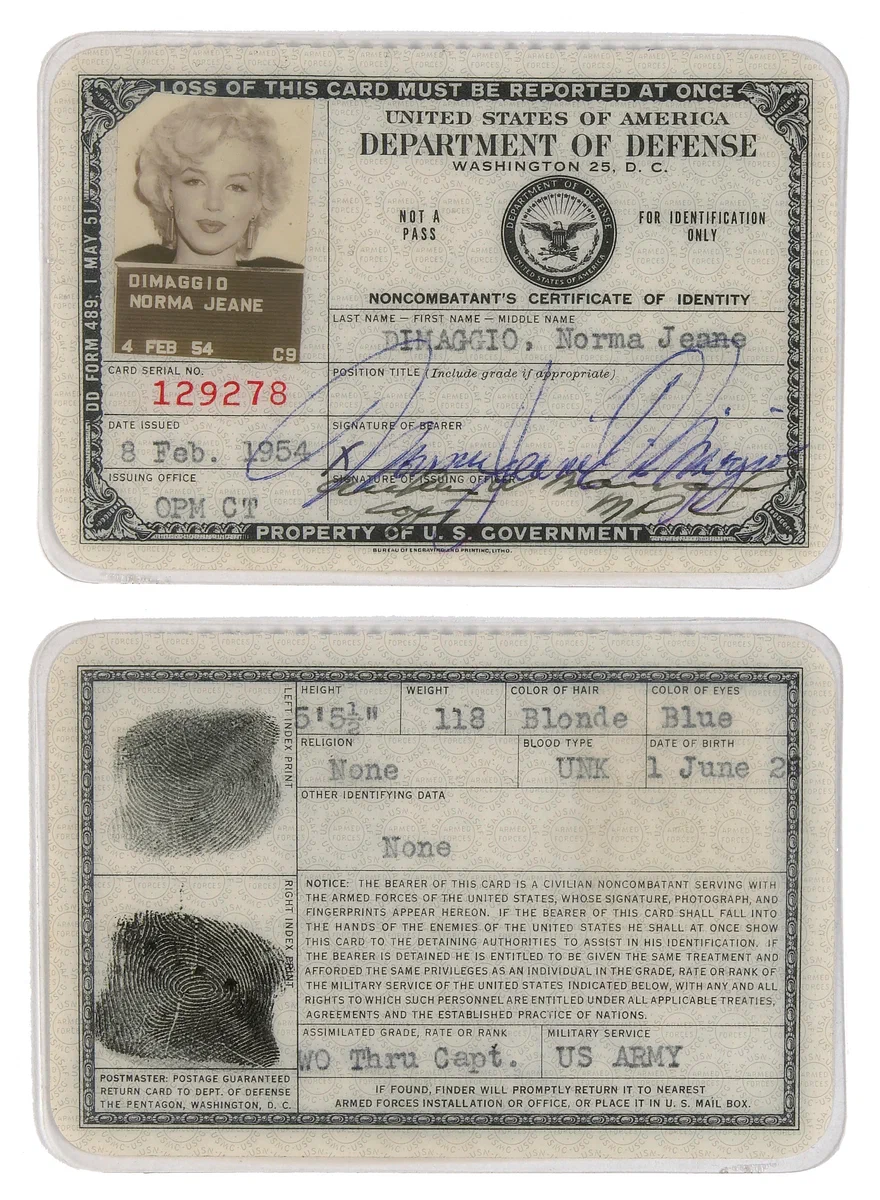 LOSS OF THIS CARD MUST BE REPORTED AT ONCE
DD FORM 489, 1 MAY 51
DIMAGGIO
NORMA JEANE
4 FEB 54 C9
UNITED STATES OF AMERICA
DEPARTMENT OF DEFENSE
WASHINGTON 25, D. C.
NOT A
PASS
DEPARTMENT OF DEFENSE
UNITED STATES OF AMERICA
FOR IDENTIFICATION
ONLY
NONCOMBATANT'S CERTIFICATE OF IDENTITY
LAST NAME — FIRST NAME — MIDDLE NAME
DIMAGGIO, Norma Jeane
CARD SERIAL NO.
129278
POSITION TITLE (Include grade if appropriate)
DATE ISSUED
8 Feb. 1954
SIGNATURE OF BEARER
X Norma Jeane DiMaggio
ISSUING OFFICE
OPM CT
SIGNATURE OF ISSUING OFFICER
PROPERTY OF U. S. GOVERNMENT
BUREAU OF ENGRAVING AND PRINTING, LITHO.
LEFT INDEX PRINT
RIGHT INDEX PRINT
POSTMASTER: POSTAGE GUARANTEED
RETURN CARD TO DEPT. OF DEFENSE
THE PENTAGON, WASHINGTON, D. C.
HEIGHT
5'5½"
WEIGHT
118
COLOR OF HAIR
Blonde
COLOR OF EYES
Blue
RELIGION
None
BLOOD TYPE
UNK
DATE OF BIRTH
1 June 2
OTHER IDENTIFYING DATA
None
NOTICE: THE BEARER OF THIS CARD IS A CIVILIAN NONCOMBATANT SERVING WITH
THE ARMED FORCES OF THE UNITED STATES, WHOSE SIGNATURE, PHOTOGRAPH, AND
FINGERPRINTS APPEAR HEREON. IF THE BEARER OF THIS CARD SHALL FALL INTO
THE HANDS OF THE ENEMIES OF THE UNITED STATES HE SHALL AT ONCE SHOW
THIS CARD TO THE DETAINING AUTHORITIES TO ASSIST IN HIS IDENTIFICATION. IF
THE BEARER IS DETAINED HE IS ENTITLED TO BE GIVEN THE SAME TREATMENT AND
AFFORDED THE SAME PRIVILEGES AS AN INDIVIDUAL IN THE GRADE, RATE OR RANK OF
THE MILITARY SERVICE OF THE UNITED STATES INDICATED BELOW, WITH ANY AND ALL
RIGHTS TO WHICH SUCH PERSONNEL ARE ENTITLED UNDER ALL APPLICABLE TREATIES,
AGREEMENTS AND THE ESTABLISHED PRACTICE OF NATIONS.
ASSIMILATED GRADE, RATE OR RANK
WO Thru Capt.
MILITARY SERVICE
US ARMY
IF FOUND, FINDER WILL PROMPTLY RETURN IT TO NEAREST
ARMED FORCES INSTALLATION OR OFFICE, OR PLACE IT IN U. S. MAIL BOX.